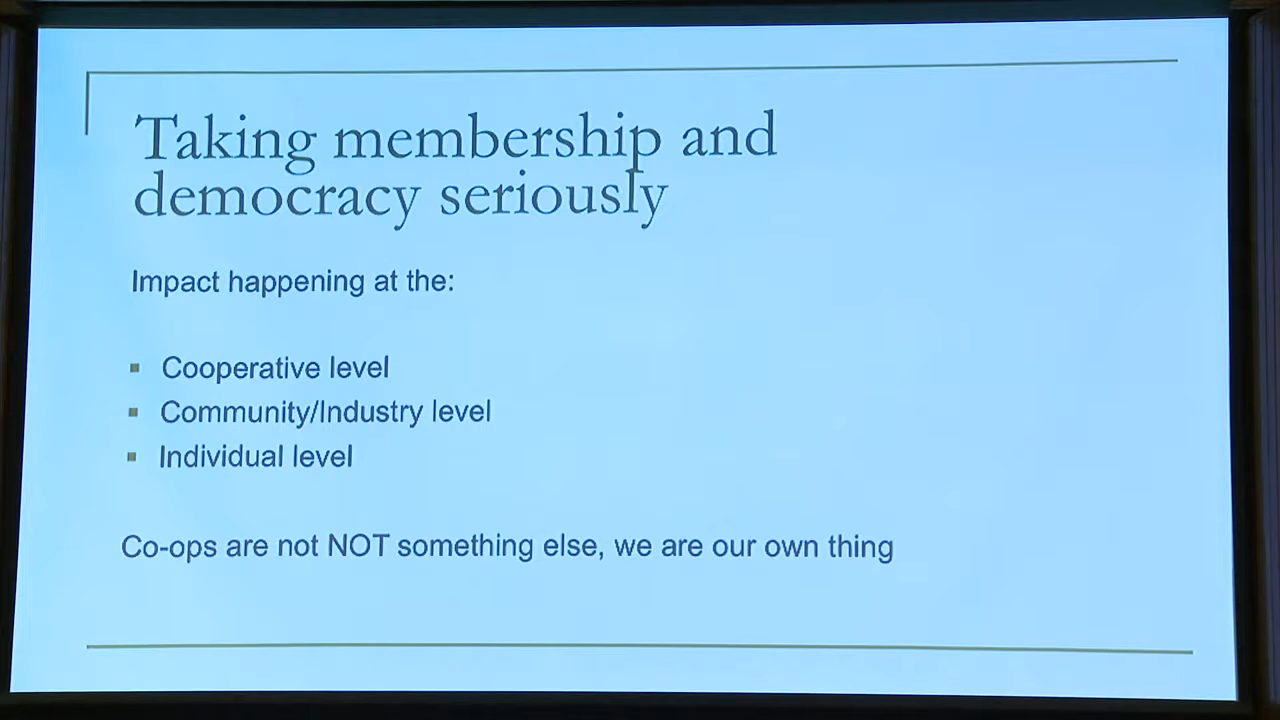 Taking membership and
democracy seriously
Impact happening at the:
Cooperative level
Community/Industry level
Individual level
Co-ops are not NOT something else, we are our own thing